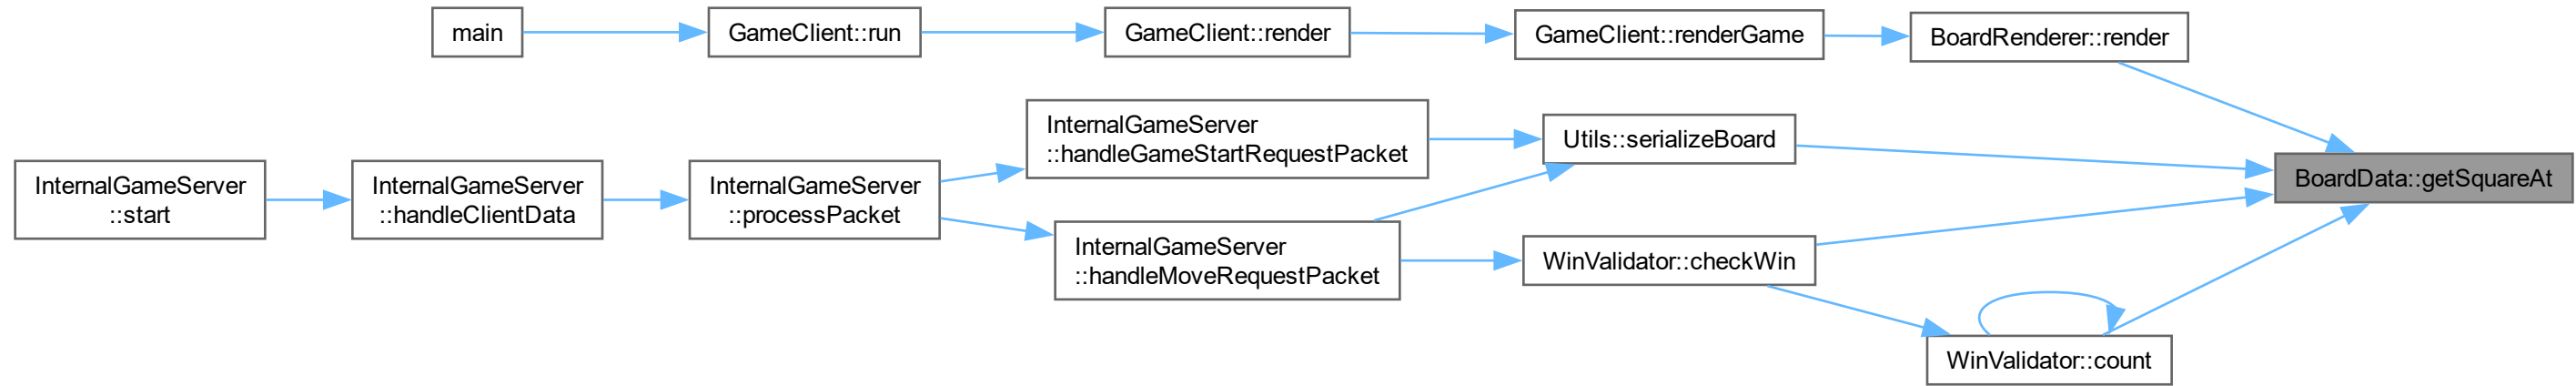 main
GameClient::run
GameClient::render
GameClient::renderGame
BoardRenderer::render
InternalGameServer
::start
InternalGameServer
::handleClientData
InternalGameServer
::processPacket
InternalGameServer
::handleGameStartRequestPacket
Utils::serializeBoard
BoardData::getSquareAt
InternalGameServer
::handleMoveRequestPacket
WinValidator::checkWin
WinValidator::count